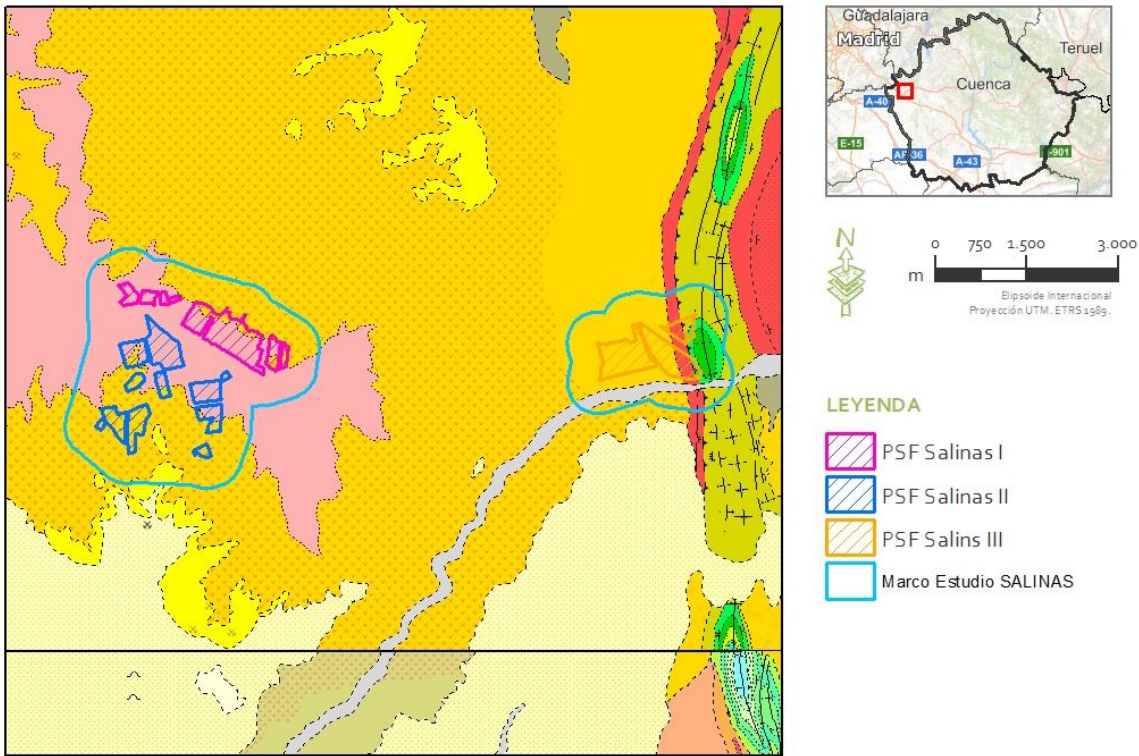 Guadalajara
Madrid
Teruel
Cuenca
A-40
E-15
AP-36
A-43
N
0 750 1.500 3.000
m
Elipsoide Internacional
Proyección UTM. ETRS 1989.
LEYENDA
PSF Salinas I
PSF Salinas II
PSF Salins III
Marco Estudio SALINAS